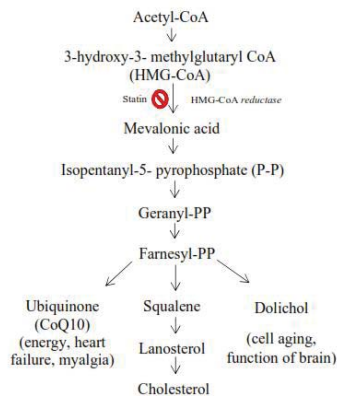 Acetyl-CoA
3-hydroxy-3- methylglutaryl CoA
(HMG-CoA)
Statin HMG-CoA reductase
Mevalonic acid
Isopentanyl-5- pyrophosphate (P-P)
Geranyl-PP
Farnesyl-PP
Ubiquinone
(CoQ10)
(energy, heart
failure, myalgia)
Squalene
Lanosterol
Cholesterol
Dolichol
(cell aging,
function of brain)